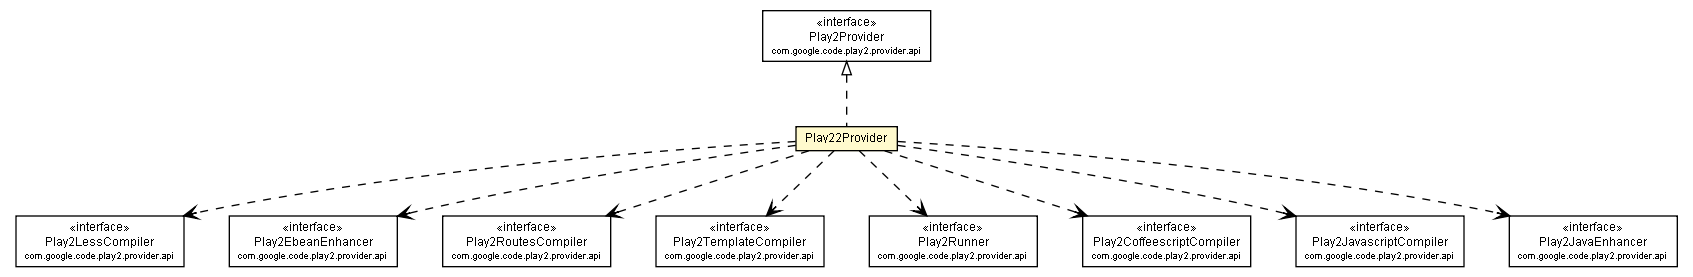 «interface»
Play2Provider
com.google.code.play2.provider.api
Play22Provider
«interface»
Play2LessCompiler
com.google.code.play2.provider.api
«interface»
Play2EbeanEnhancer
com.google.code.play2.provider.api
«interface»
Play2RoutesCompiler
com.google.code.play2.provider.api
«interface»
Play2TemplateCompiler
com.google.code.play2.provider.api
«interface»
Play2Runner
com.google.code.play2.provider.api
«interface»
Play2CoffeescriptCompiler
com.google.code.play2.provider.api
«interface»
Play2JavascriptCompiler
com.google.code.play2.provider.api
«interface»
Play2JavaEnhancer
com.google.code.play2.provider.api